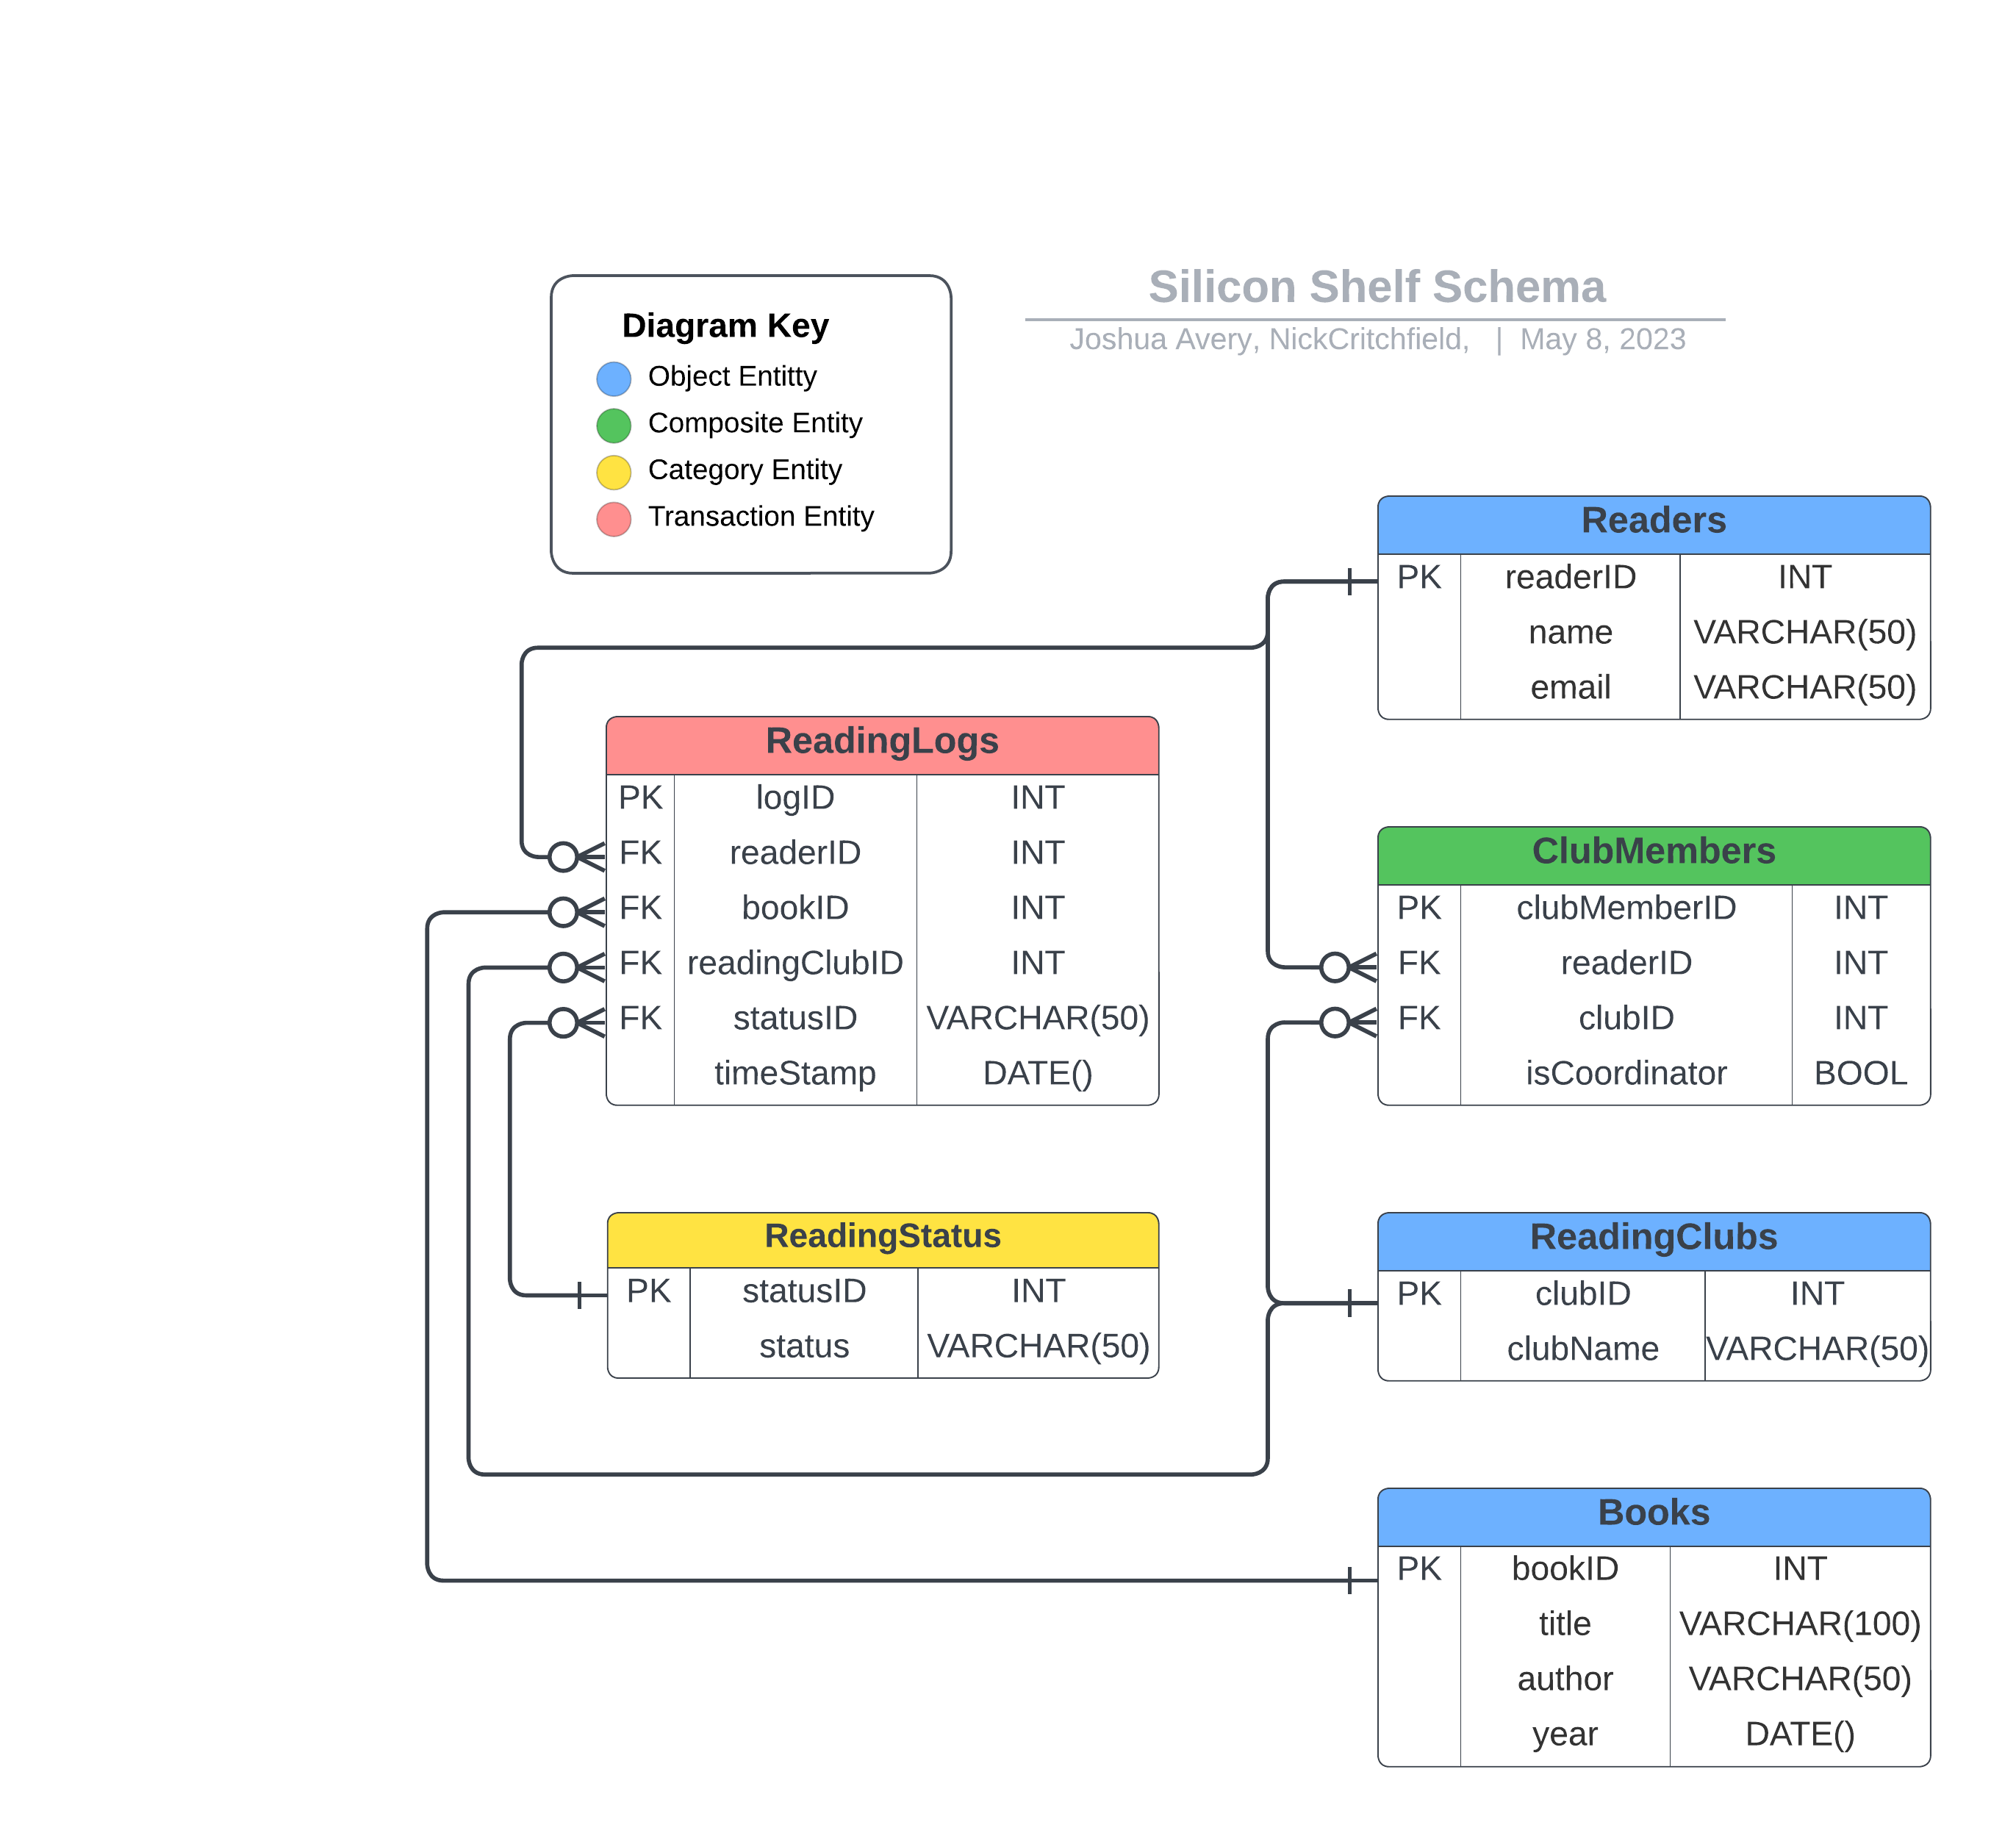 Silicon Shelf Schema
Joshua Avery, NickCritchfield, | May 8, 2023
Diagram Key
Object Entitty
Composite Entity
Category Entity
Transaction Entity
Readers
PK readerID INT
name VARCHAR(50)
email VARCHAR(50)
ReadingLogs
PK logID INT
FK readerID INT
FK bookID INT
FK readingClubID INT
FK statusID VARCHAR(50)
timeStamp DATE()
ClubMembers
PK clubMemberID INT
FK readerID INT
FK clubID INT
isCoordinator BOOL
ReadingStatus
PK statusID INT
status VARCHAR(50)
ReadingClubs
PK clubID INT
clubName VARCHAR(50)
Books
PK bookID INT
title VARCHAR(100)
author VARCHAR(50)
year DATE()